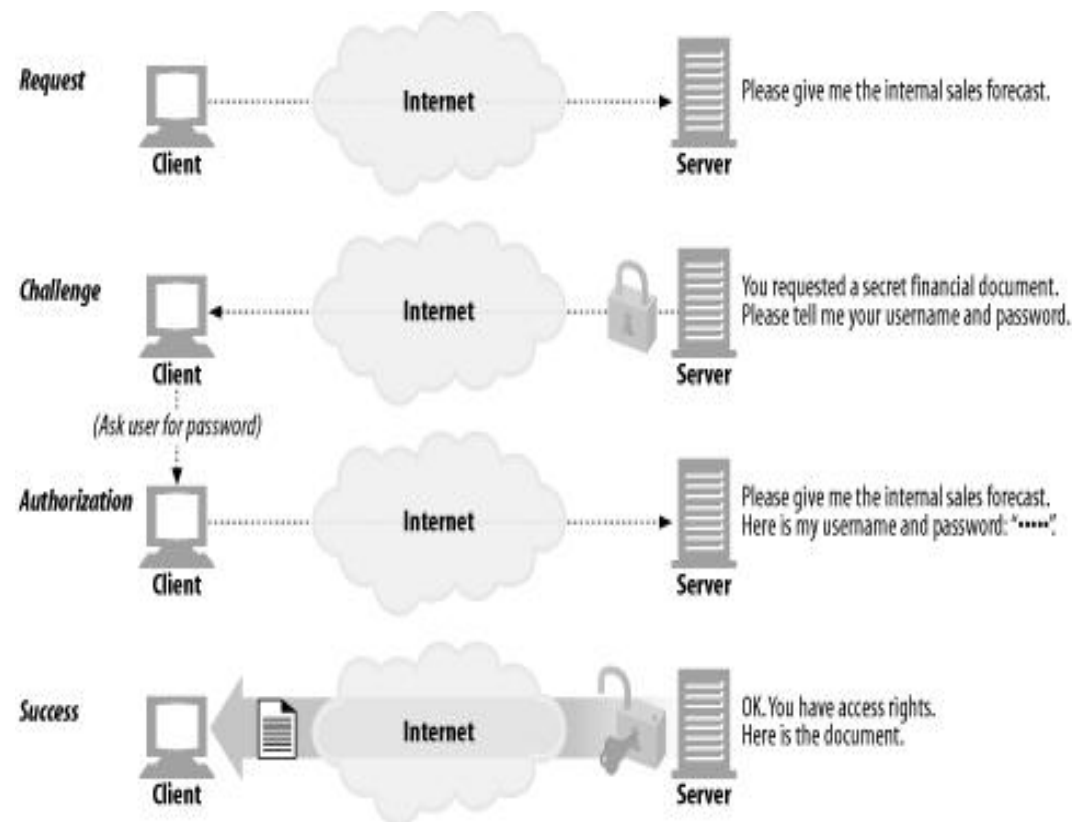 Request
Client
Internet
Server
Please give me the internal sales forecast.
Challenge
Client
Internet
Server
You requested a secret financial document.
Please tell me your username and password.
(Ask user for password)
Authorization
Client
Internet
Server
Please give me the internal sales forecast.
Here is my username and password: “•••••”.
Success
Client
Internet
Server
OK. You have access rights.
Here is the document.